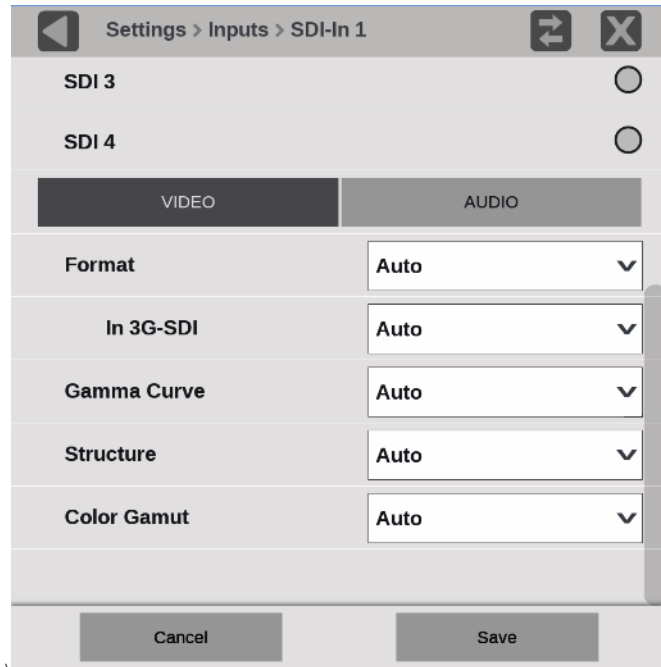 Settings > Inputs > SDI-In 1
SDI 3
SDI 4
VIDEO AUDIO
Format Auto
In 3G-SDI Auto
Gamma Curve Auto
Structure Auto
Color Gamut Auto
Cancel Save